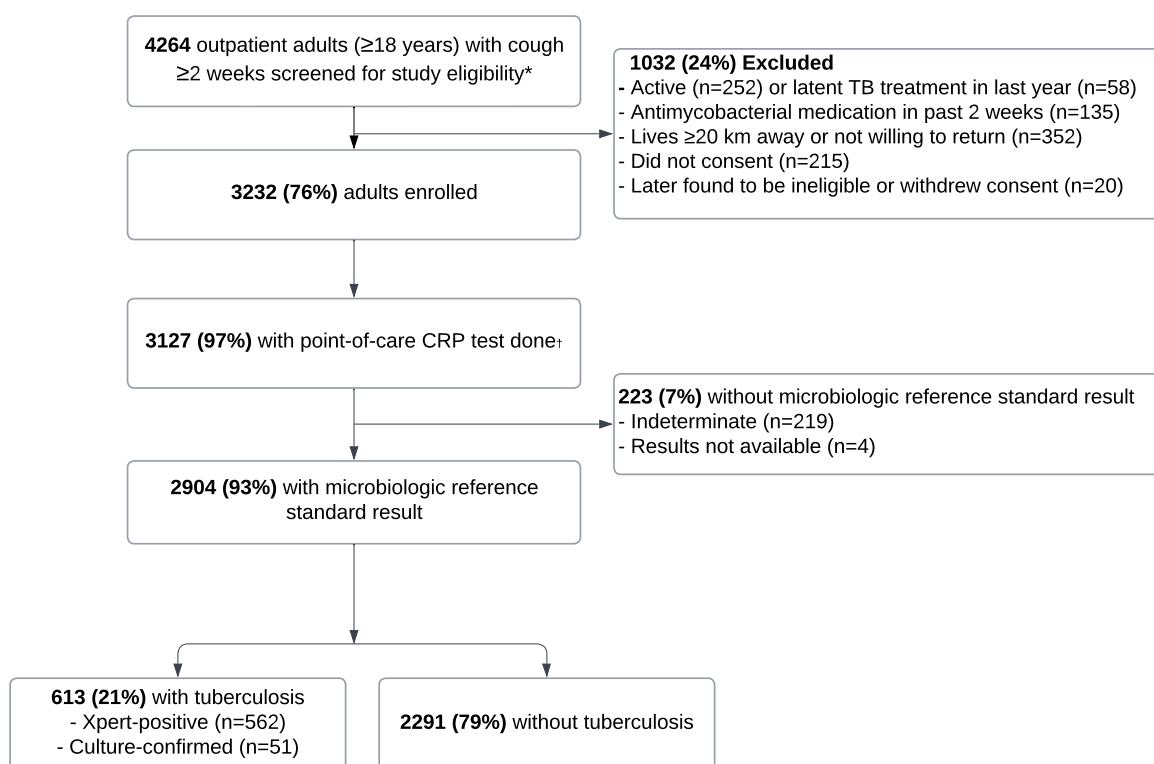 4264 outpatient adults (≥18 years) with cough
≥2 weeks screened for study eligibility*
1032 (24%) Excluded
- Active (n=252) or latent TB treatment in last year (n=58)
- Antimycobacterial medication in past 2 weeks (n=135)
- Lives ≥20 km away or not willing to return (n=352)
- Did not consent (n=215)
- Later found to be ineligible or withdrew consent (n=20)
3232 (76%) adults enrolled
3127 (97%) with point-of-care CRP test done†
223 (7%) without microbiologic reference standard result
- Indeterminate (n=219)
- Results not available (n=4)
2904 (93%) with microbiologic reference
standard result
613 (21%) with tuberculosis
- Xpert-positive (n=562)
- Culture-confirmed (n=51)
2291 (79%) without tuberculosis